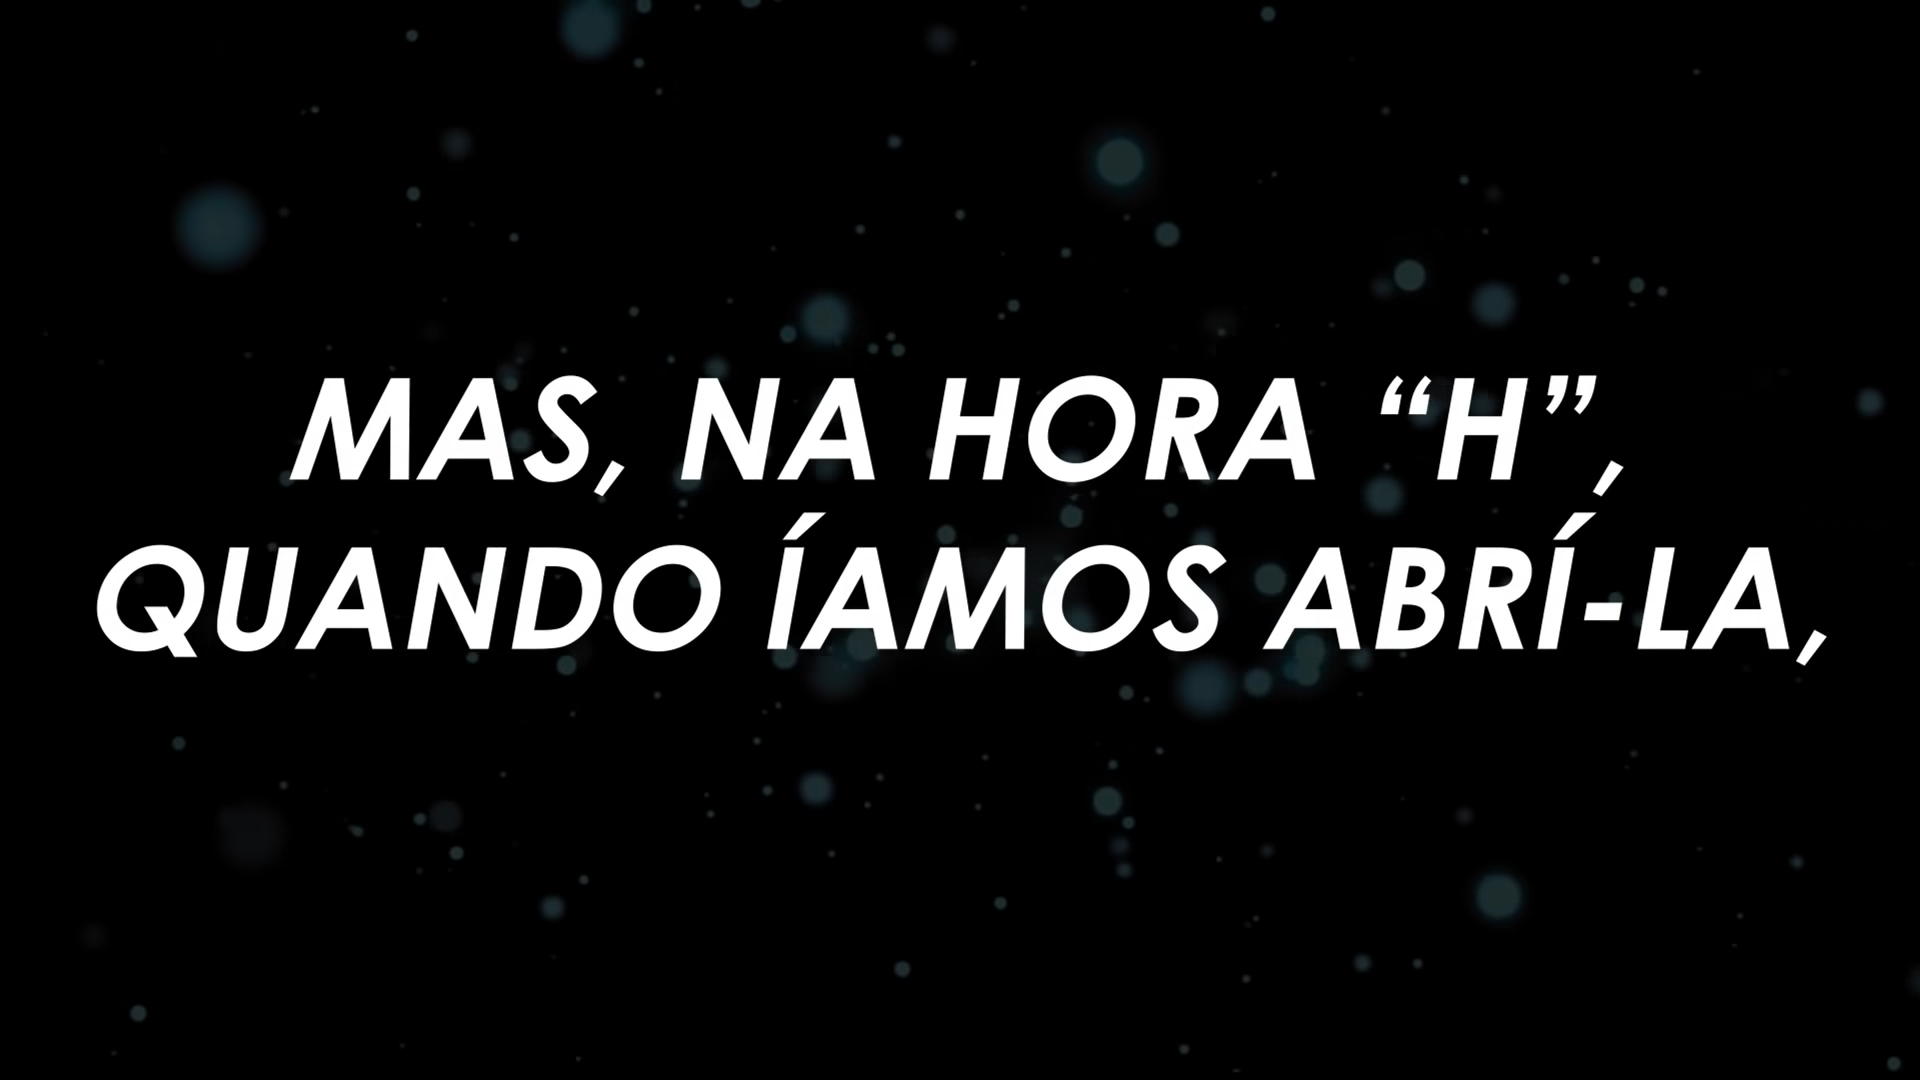 MAS, NA HORA “H”,
QUANDO ÍAMOS ABRÍ-LA,